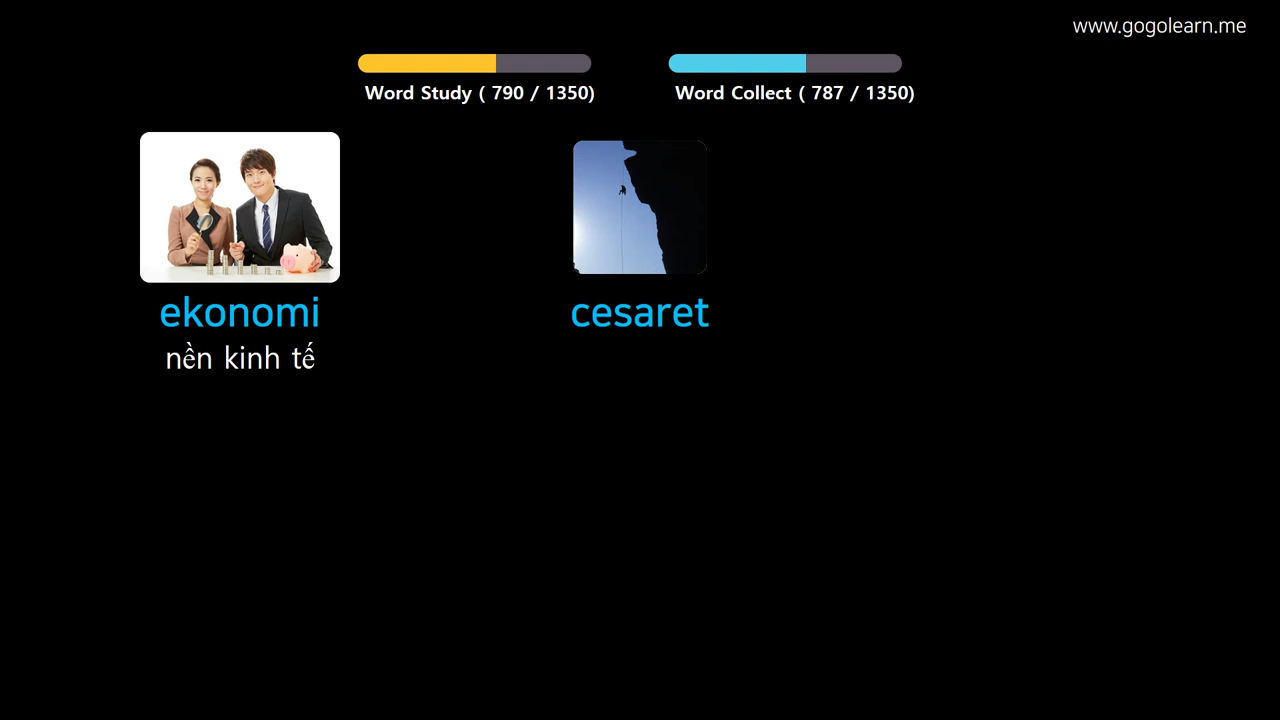 www.gogolearn.me
Word Study ( 790 / 1350)
Word Collect ( 787 / 1350)
ekonomi
nền kinh tế
cesaret